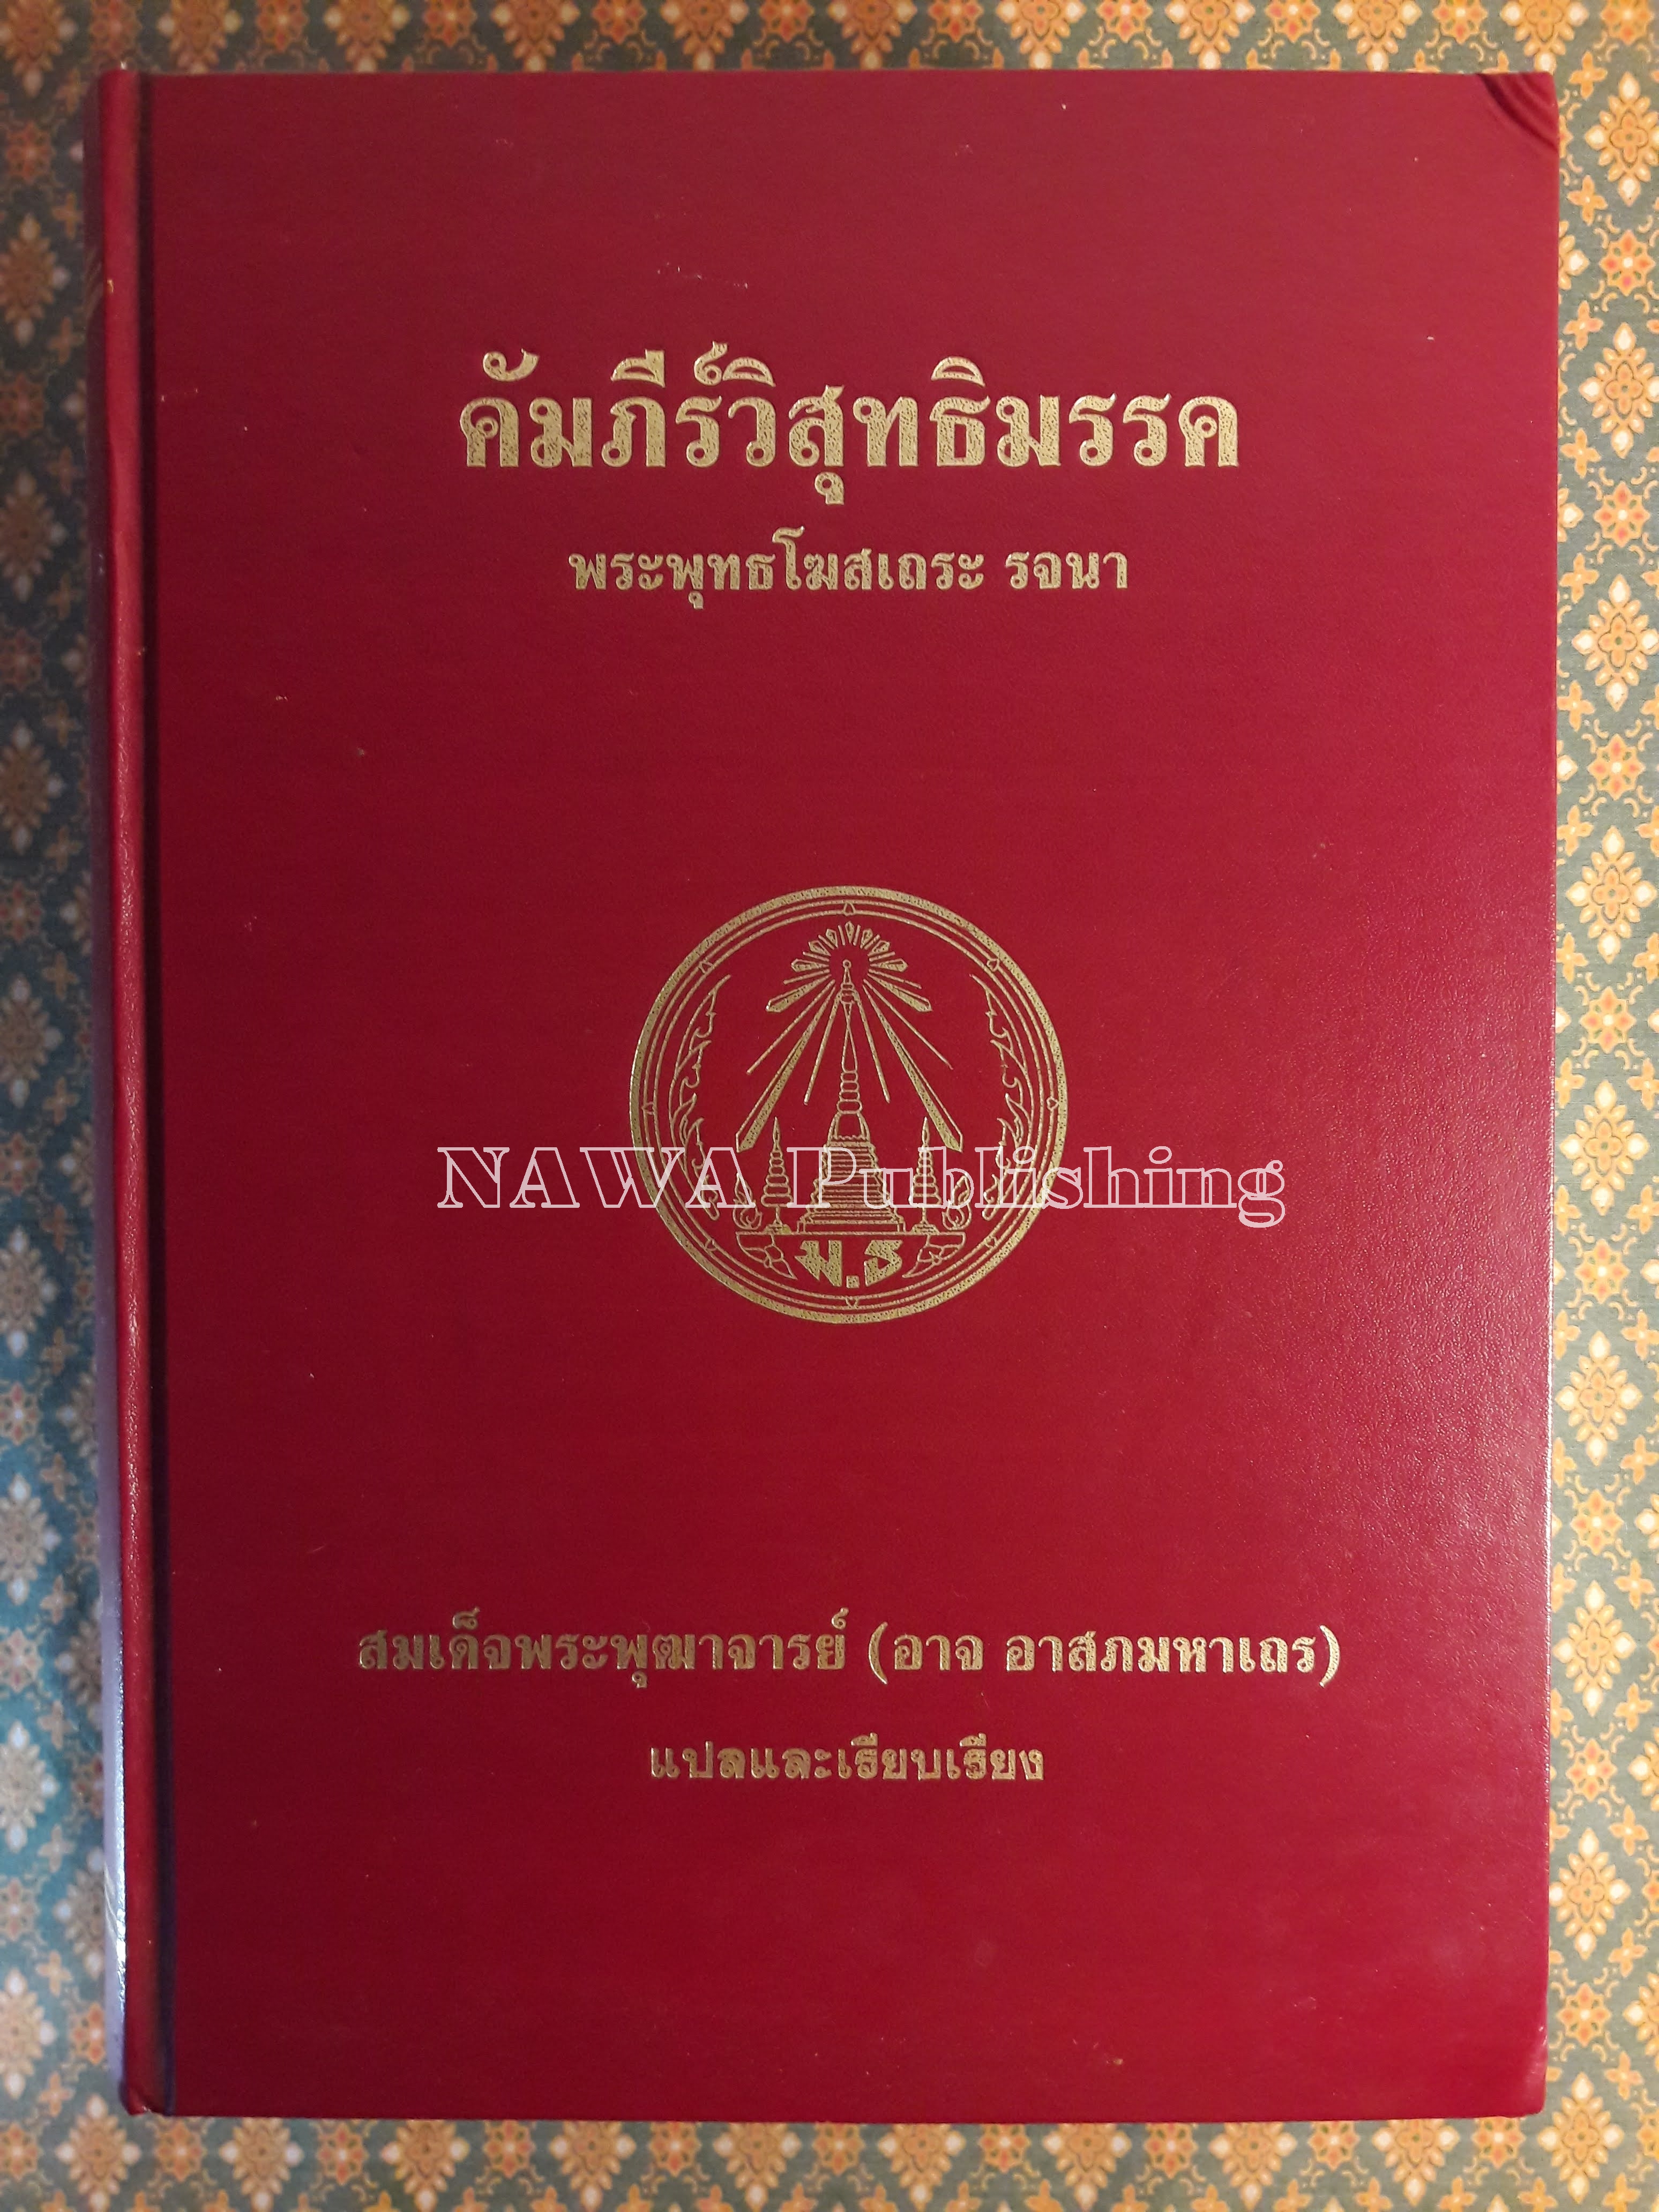 คัมภีร์วิสุทธิมรรค
พระพุทธโฆสเถระ รจนา
NAWA Publishing
ม.ธ
สมเด็จพระพุฒาจารย์ (อาจ อาสภมหาเถร)
แปลและเรียบเรียง